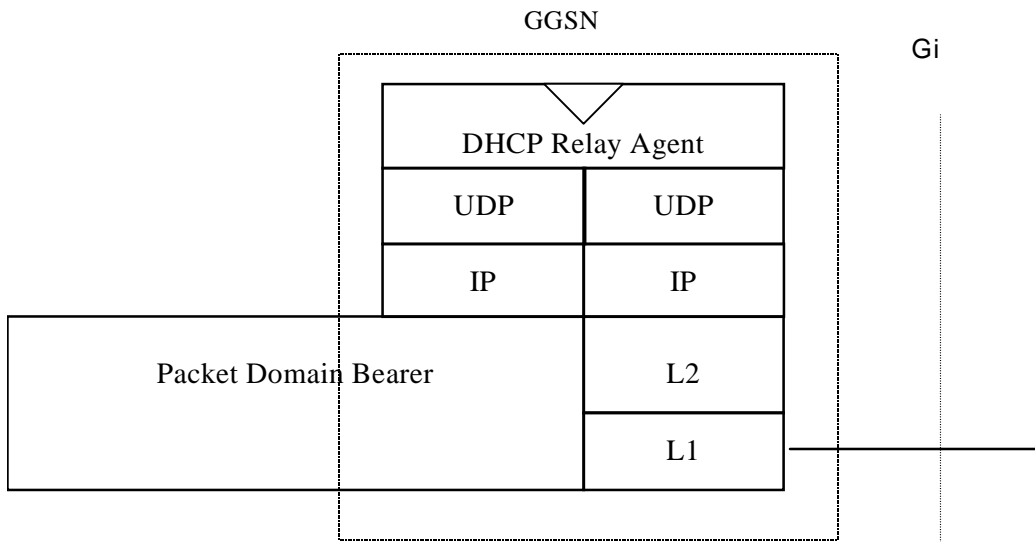 GGSN
Gi
DHCP Relay Agent
UDP UDP
IP IP
Packet Domain Bearer L2
L1